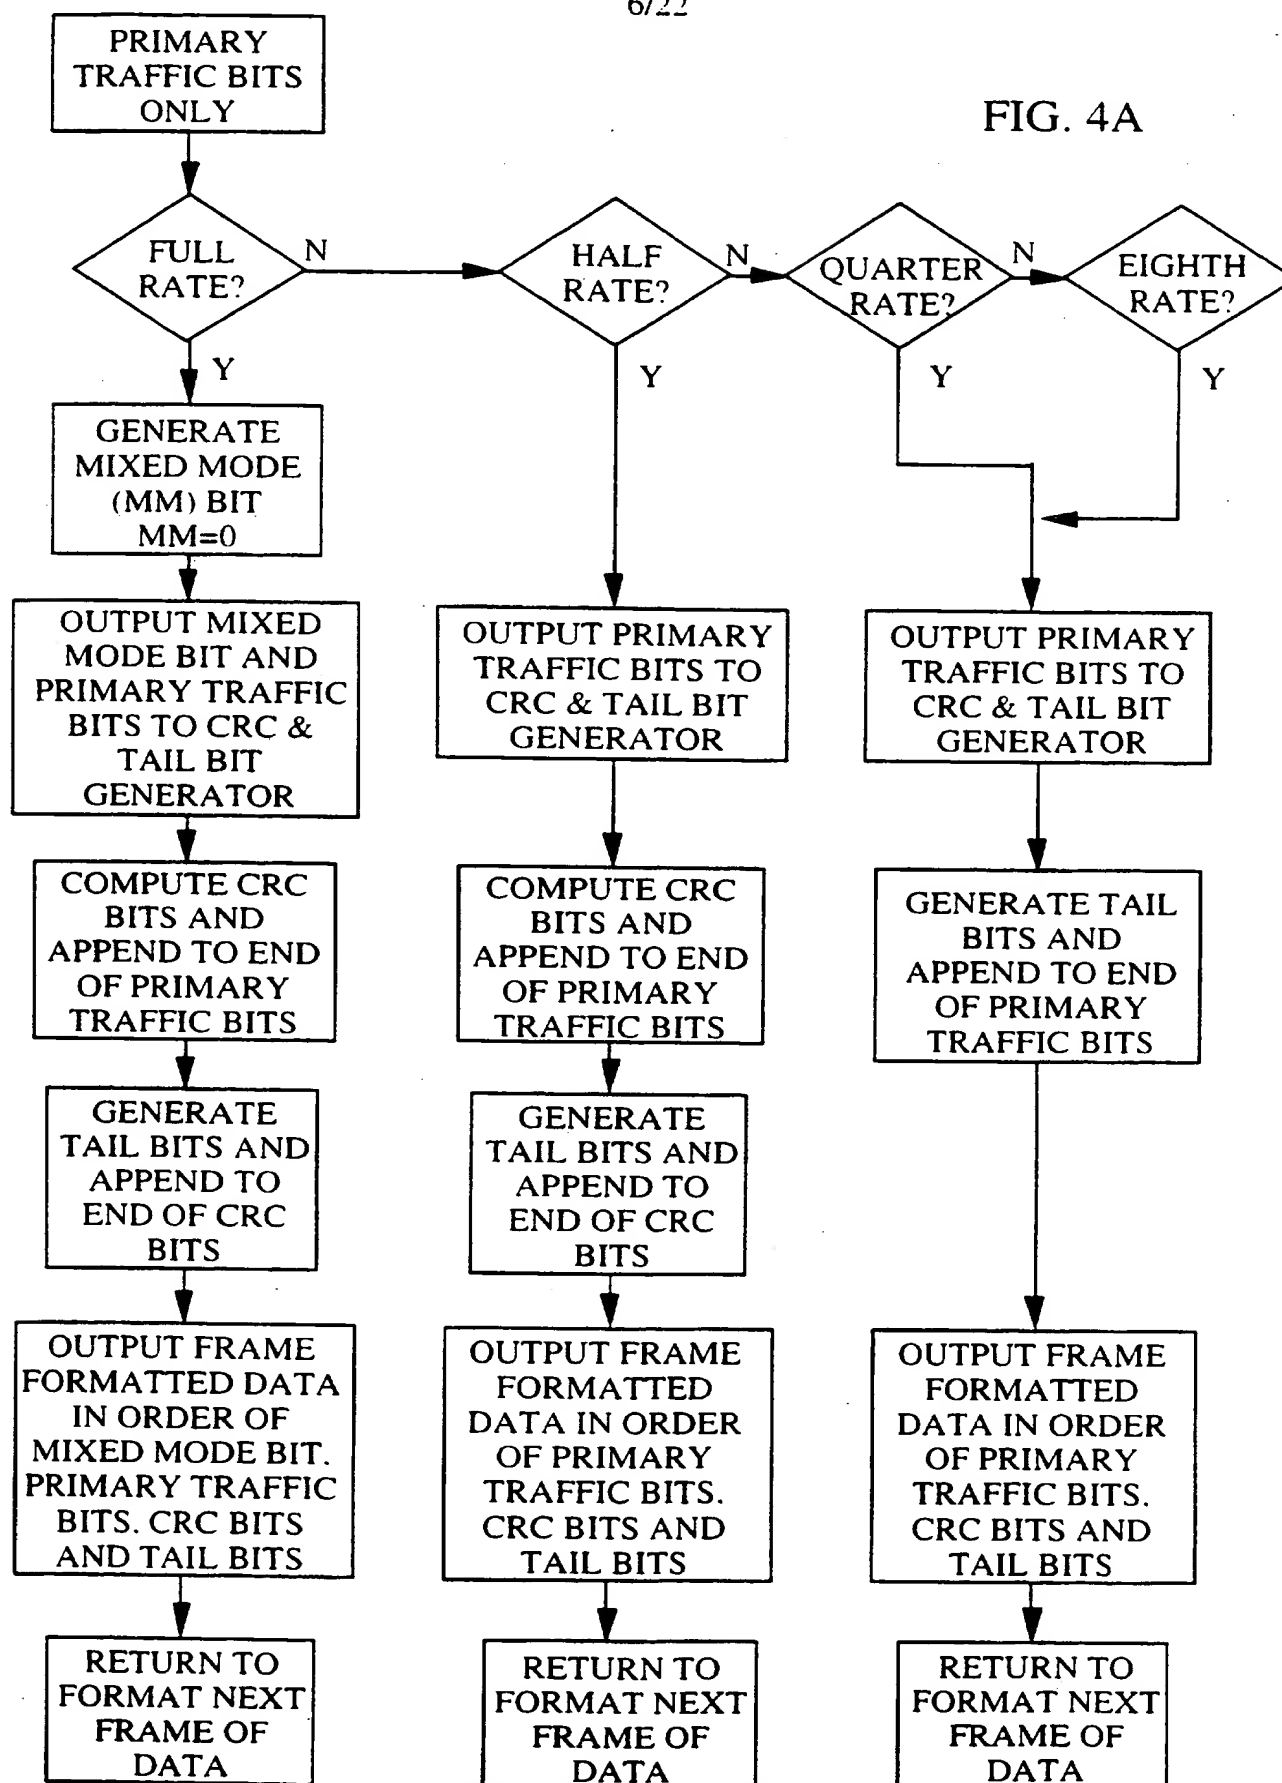 6/22
PRIMARY
TRAFFIC BITS
ONLY
FIG. 4A
FULL
RATE?
N
HALF
RATE?
N
QUARTER
RATE?
N
EIGHTH
RATE?
Y
Y
Y
Y
GENERATE
MIXED MODE
(MM) BIT
MM=0
OUTPUT MIXED
MODE BIT AND
PRIMARY TRAFFIC
BITS TO CRC &
TAIL BIT
GENERATOR
COMPUTE CRC
BITS AND
APPEND TO END
OF PRIMARY
TRAFFIC BITS
GENERATE
TAIL BITS AND
APPEND TO
END OF CRC
BITS
OUTPUT FRAME
FORMATTED DATA
IN ORDER OF
MIXED MODE BIT.
PRIMARY TRAFFIC
BITS. CRC BITS
AND TAIL BITS
RETURN TO
FORMAT NEXT
FRAME OF
DATA
OUTPUT PRIMARY
TRAFFIC BITS TO
CRC & TAIL BIT
GENERATOR
COMPUTE CRC
BITS AND
APPEND TO END
OF PRIMARY
TRAFFIC BITS
GENERATE
TAIL BITS AND
APPEND TO
END OF CRC
BITS
OUTPUT FRAME
FORMATTED
DATA IN ORDER
OF PRIMARY
TRAFFIC BITS.
CRC BITS AND
TAIL BITS
RETURN TO
FORMAT NEXT
FRAME OF
DATA
OUTPUT PRIMARY
TRAFFIC BITS TO
CRC & TAIL BIT
GENERATOR
GENERATE TAIL
BITS AND
APPEND TO END
OF PRIMARY
TRAFFIC BITS
OUTPUT FRAME
FORMATTED
DATA IN ORDER
OF PRIMARY
TRAFFIC BITS.
CRC BITS AND
TAIL BITS
RETURN TO
FORMAT NEXT
FRAME OF
DATA